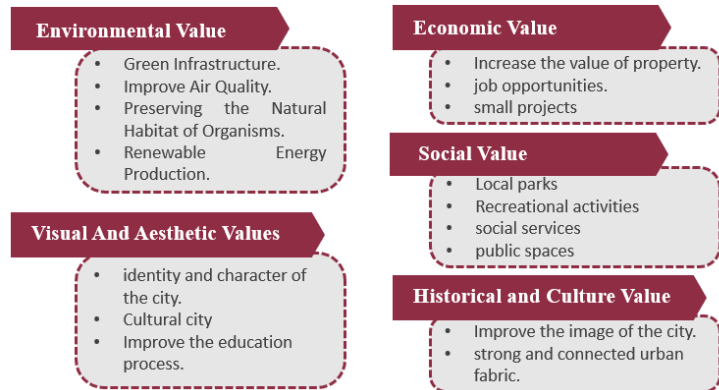 Environmental Value
• Green Infrastructure.
• Improve Air Quality.
• Preserving the Natural
Habitat of Organisms.
• Renewable Energy
Production.
Visual And Aesthetic Values
• identity and character of
the city.
• Cultural city
• Improve the education
process.
Economic Value
• Increase the value of property.
• job opportunities.
• small projects
Social Value
• Local parks
• Recreational activities
• social services
• public spaces
Historical and Culture Value
• Improve the image of the city.
• strong and connected urban
fabric.